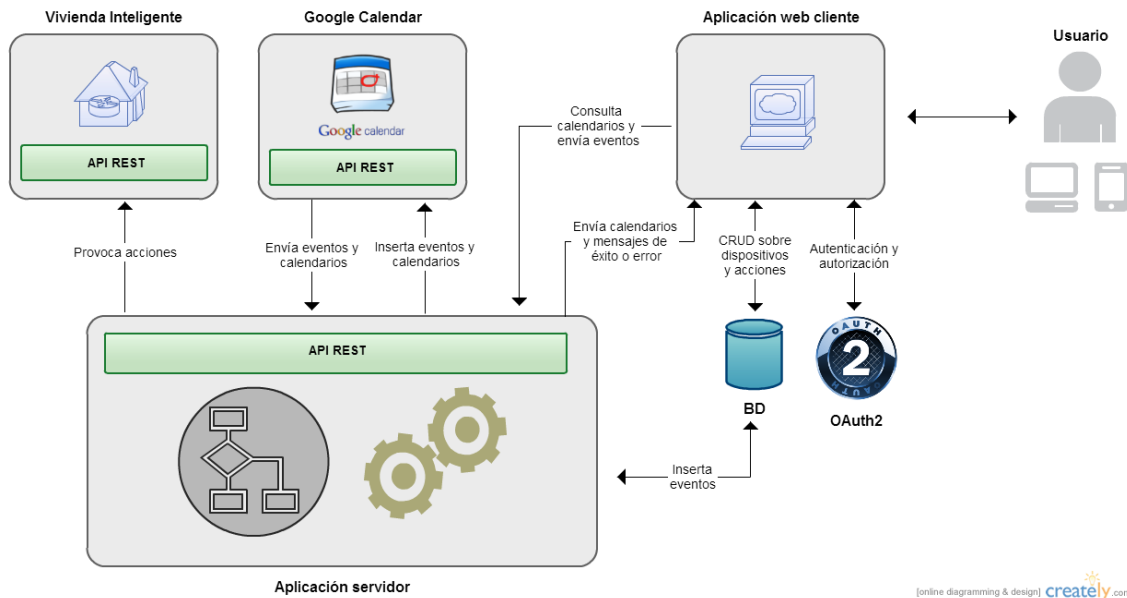 Vivienda Inteligente
Google Calendar
Aplicación web cliente
Usuario
Google calendar
API REST
API REST
Consulta
calendarios y
envía eventos
Provoca acciones
Envía eventos y
calendarios
Inserta eventos y
calendarios
Envía calendarios
y mensajes de
éxito o error
CRUD sobre
dispositivos
y acciones
Autenticación y
autorización
API REST
OAUTH
2
OAUTH
BD
OAuth2
Inserta
eventos
Aplicación servidor
[online diagramming & design] creately.com